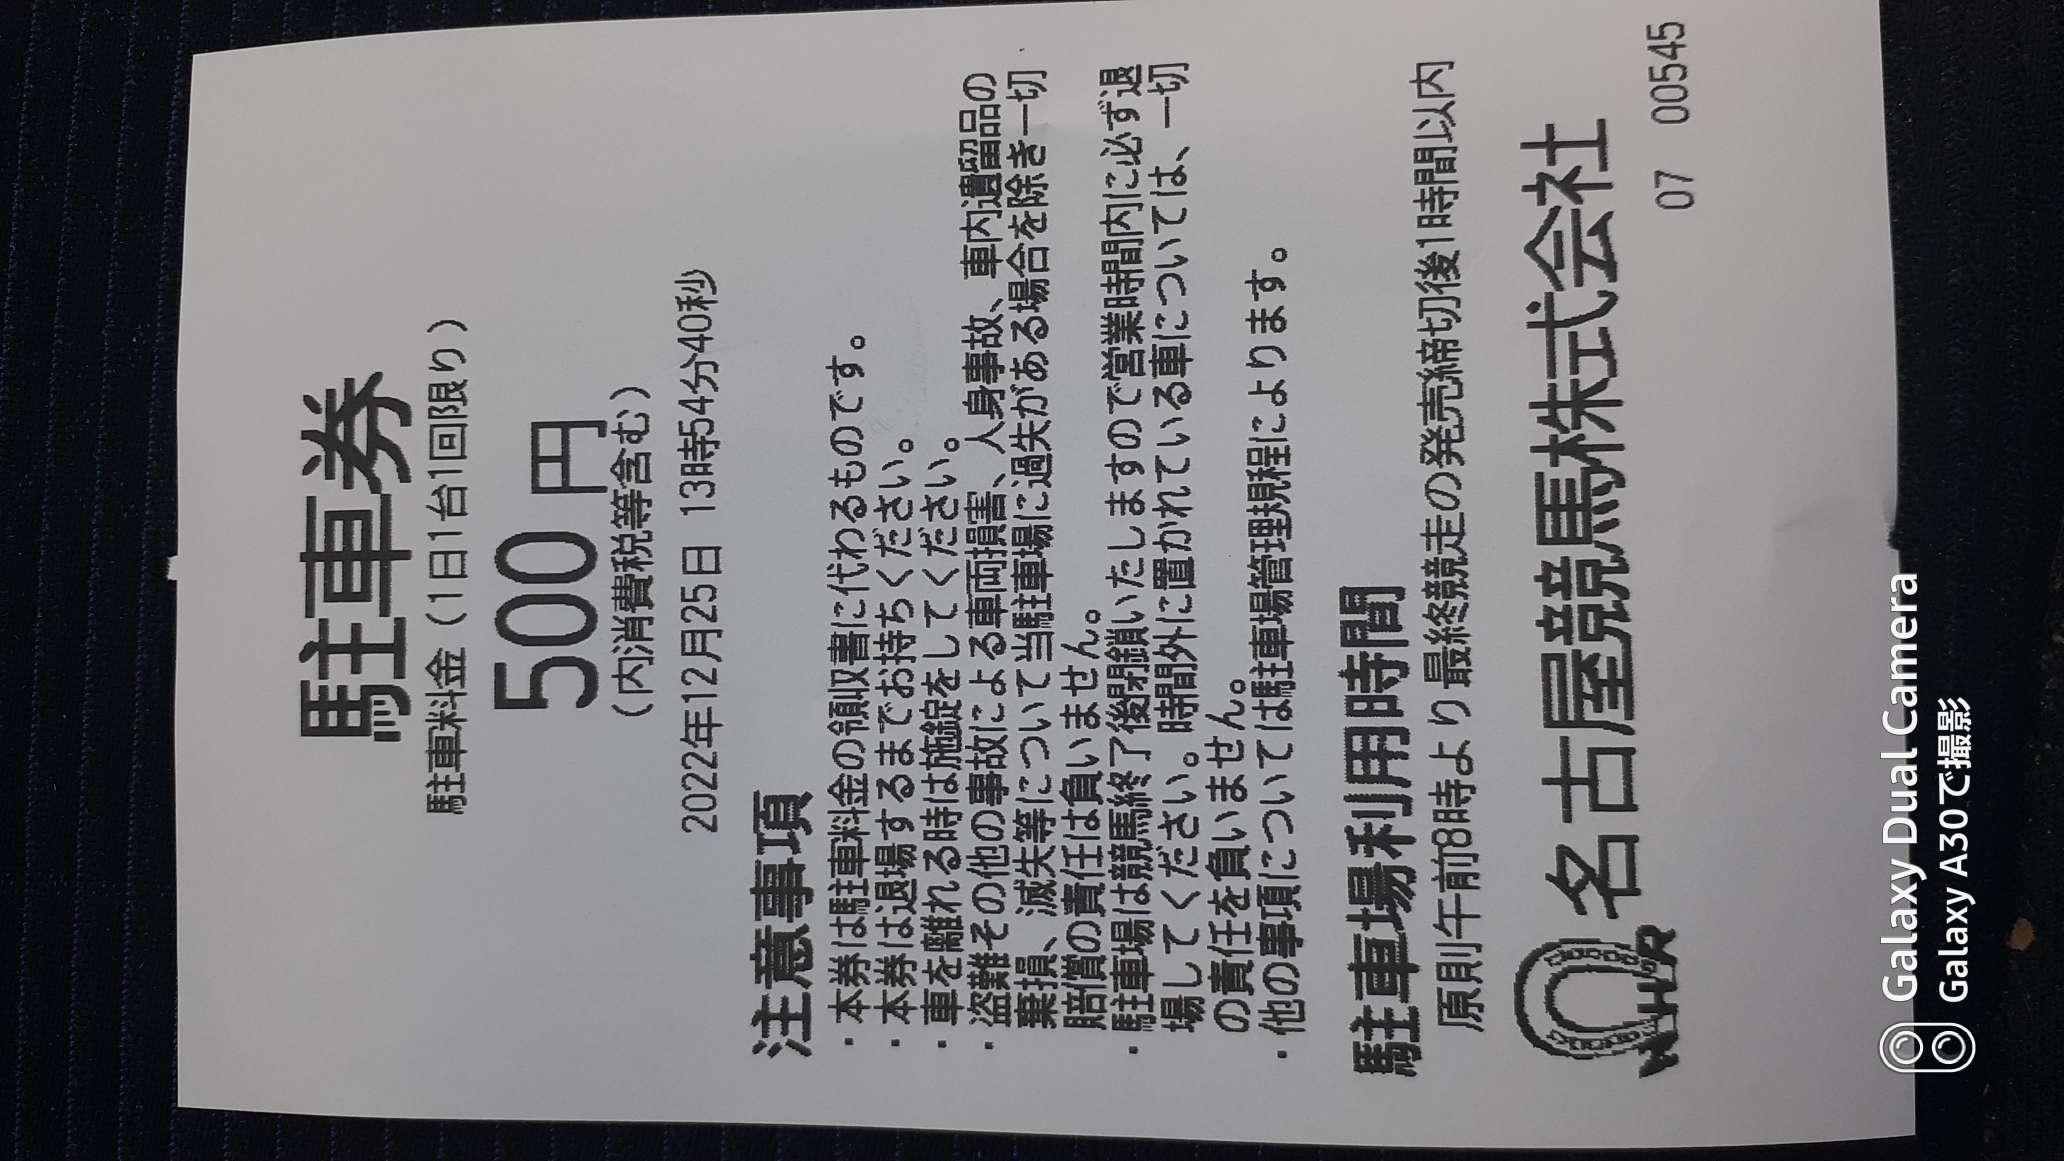 駐車券
駐車料金（1日1台1回限り）
500円
（内消費税等含む）
2022年12月25日 13時54分40秒
注意事項
・本券は駐車料金の領収書に代わるものです。
・本券は退場するまでお持ちください。
・車を離れる時は施錠をしてください。
・盗難その他の事故による車両損害、人身事故、車内遺留品の
棄損、滅失等について当駐車場に過失がある場合を除き一切
賠償の責任は負いません。
・駐車場は競馬終了後閉鎖いたしますので営業時間内に必ず退
場してください。時間外に置かれている車については、一切
の責任を負いません。
・他の事項については駐車場管理規程によります。
駐車場利用時間
原則午前8時より最終競走の発売締切後1時間以内
名古屋競馬株式会社
07 00545
Galaxy Dual Camera
Galaxy A30で撮影